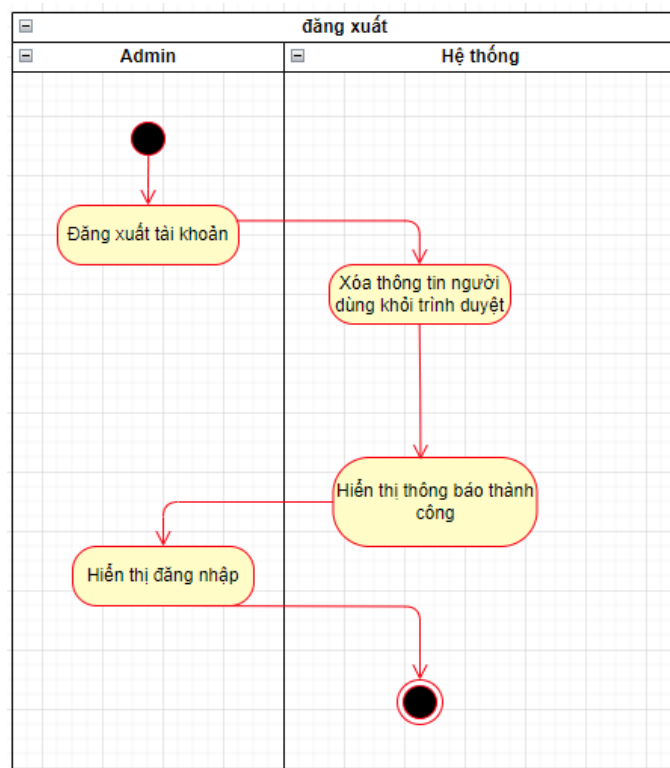 đăng xuất
Admin
Hệ thống
Đăng xuất tài khoản
Xóa thông tin người
dùng khỏi trình duyệt
Hiển thị thông báo thành
công
Hiển thị đăng nhập